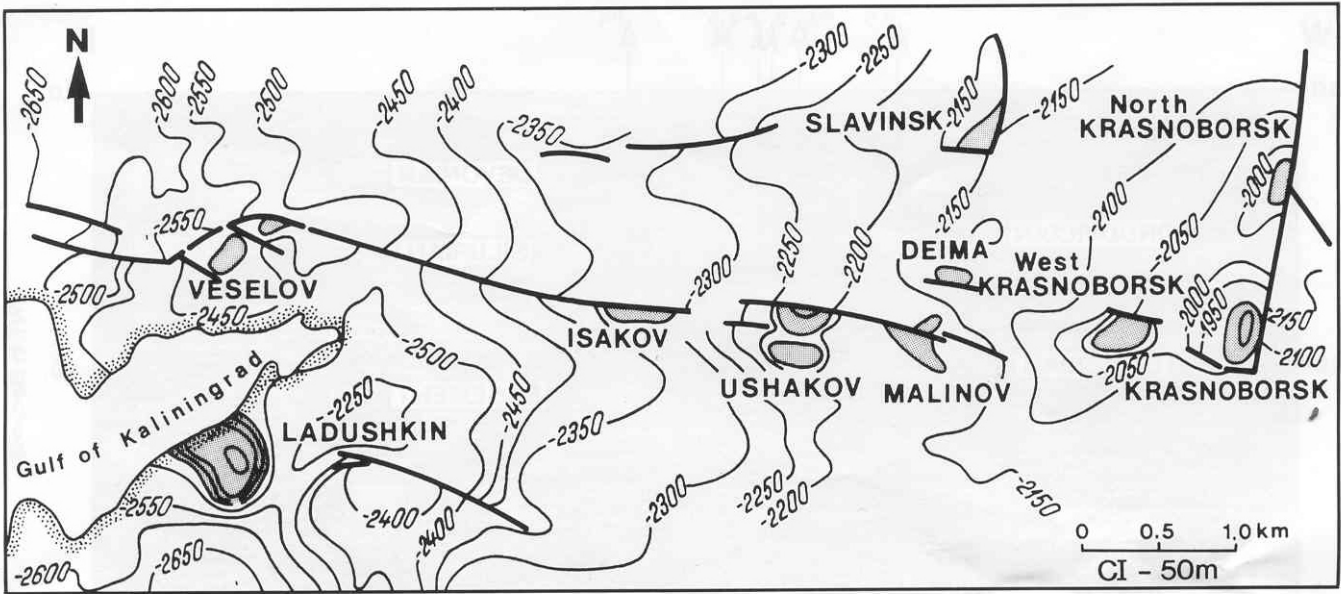 N
-2650
-2600
-2550
-2500
-2450
-2400
-2350
-2300
-2250
SLAVINSK
-2150
-2150
North
KRASNOBORSK
-2000
-2550
-2500
VESELOV
-2450
-2500
-2450
-2350
ISAKOV
-2300
-2250
-2200
-2150
DEIMA
West
KRASNOBORSK
-2100
-2050
-2050
-2000
-1950
-2150
-2100
KRASNOBORSK
USHAKOV
MALINOV
Gulf of Kaliningrad
-2250
LADUSHKIN
-2400
-2400
-2550
-2600
-2650
-2300
-2250
-2200
-2150
0 0.5 1.0 km
CI - 50m